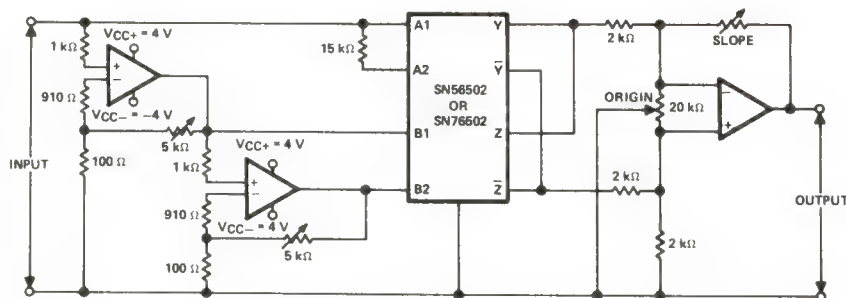 VCC+ = 4 V
1 kΩ
910 Ω
VCC– = –4 V
5 kΩ
100 Ω
INPUT
1 kΩ
VCC+ = 4 V
910 Ω
VCC– = 4 V
5 kΩ
100 Ω
15 kΩ
A1
A2
B1
B2
SN56502
OR
SN76502
Y
Y̅
Z
Z̅
2 kΩ
SLOPE
ORIGIN
20 kΩ
2 kΩ
2 kΩ
OUTPUT
+
–
+
–
–
+